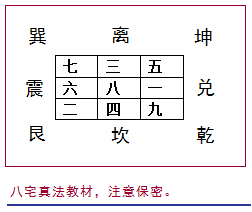 巽 离 坤
七 三 五
震 六 八 一 兑
二 四 九
艮 坎 乾
八宅真法教材，注意保密。